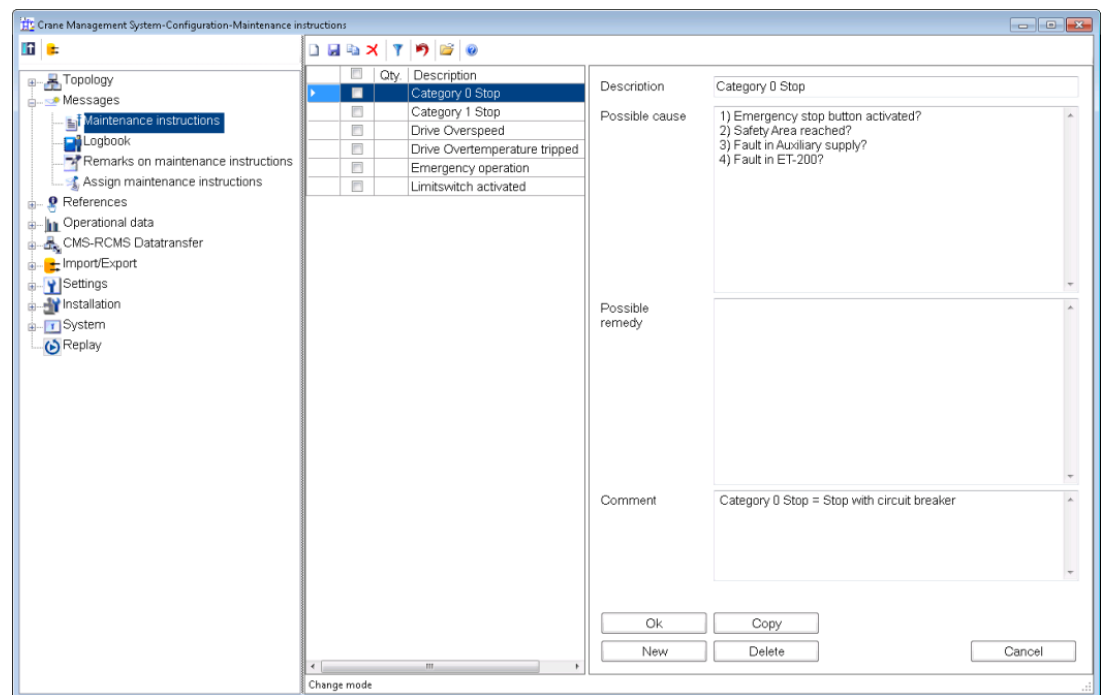 Crane Management System-Configuration-Maintenance instructions
Topology
Messages
Maintenance instructions
Logbook
Remarks on maintenance instructions
Assign maintenance instructions
References
Operational data
CMS-RCMS Datatransfer
Import/Export
Settings
Installation
System
Replay
Qty. Description
Category 0 Stop
Category 1 Stop
Drive Overspeed
Drive Overtemperature tripped
Emergency operation
Limitswitch activated
Description Category 0 Stop
Possible cause 1) Emergency stop button activated?
2) Safety Area reached?
3) Fault in Auxiliary supply?
4) Fault in ET-200?
Possible
remedy
Comment Category 0 Stop = Stop with circuit breaker
Ok Copy
New Delete Cancel
Change mode